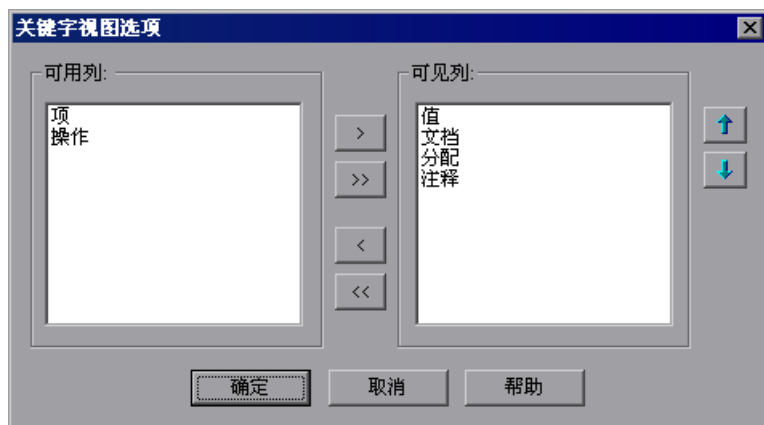 关键字视图选项
可用列:
项
操作
>
>>
<
<<
可见列:
值
文档
分配
注释
确定
取消
帮助